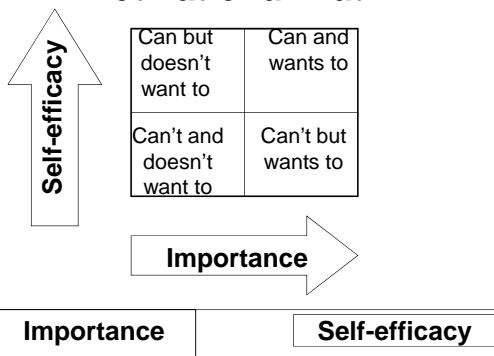 Can but
doesn't
want to
Can and
wants to
Self-efficacy
Can't and
doesn't
want to
Can't but
wants to
Importance
Importance
Self-efficacy